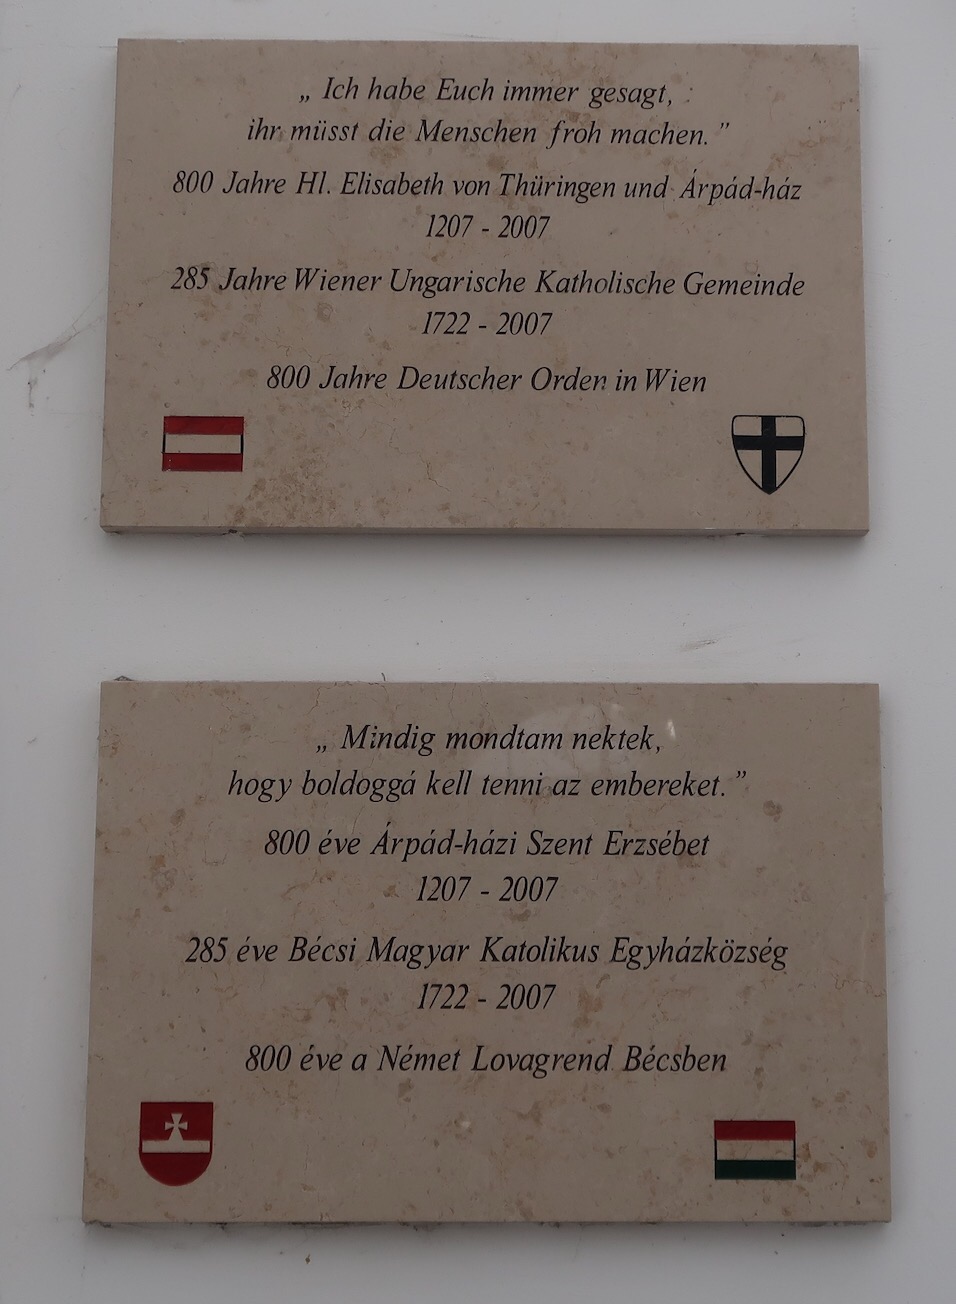 „ Ich habe Euch immer gesagt,
ihr müsst die Menschen froh machen.”
800 Jahre Hl. Elisabeth von Thüringen und Árpád-ház
1207 - 2007
285 Jahre Wiener Ungarische Katholische Gemeinde
1722 - 2007
800 Jahre Deutscher Orden in Wien
„ Mindig mondtam nektek,
hogy boldoggá kell tenni az embereket.”
800 éve Árpád-házi Szent Erzsébet
1207 - 2007
285 éve Bécsi Magyar Katolikus Egyházközség
1722 - 2007
800 éve a Német Lovagrend Bécsben